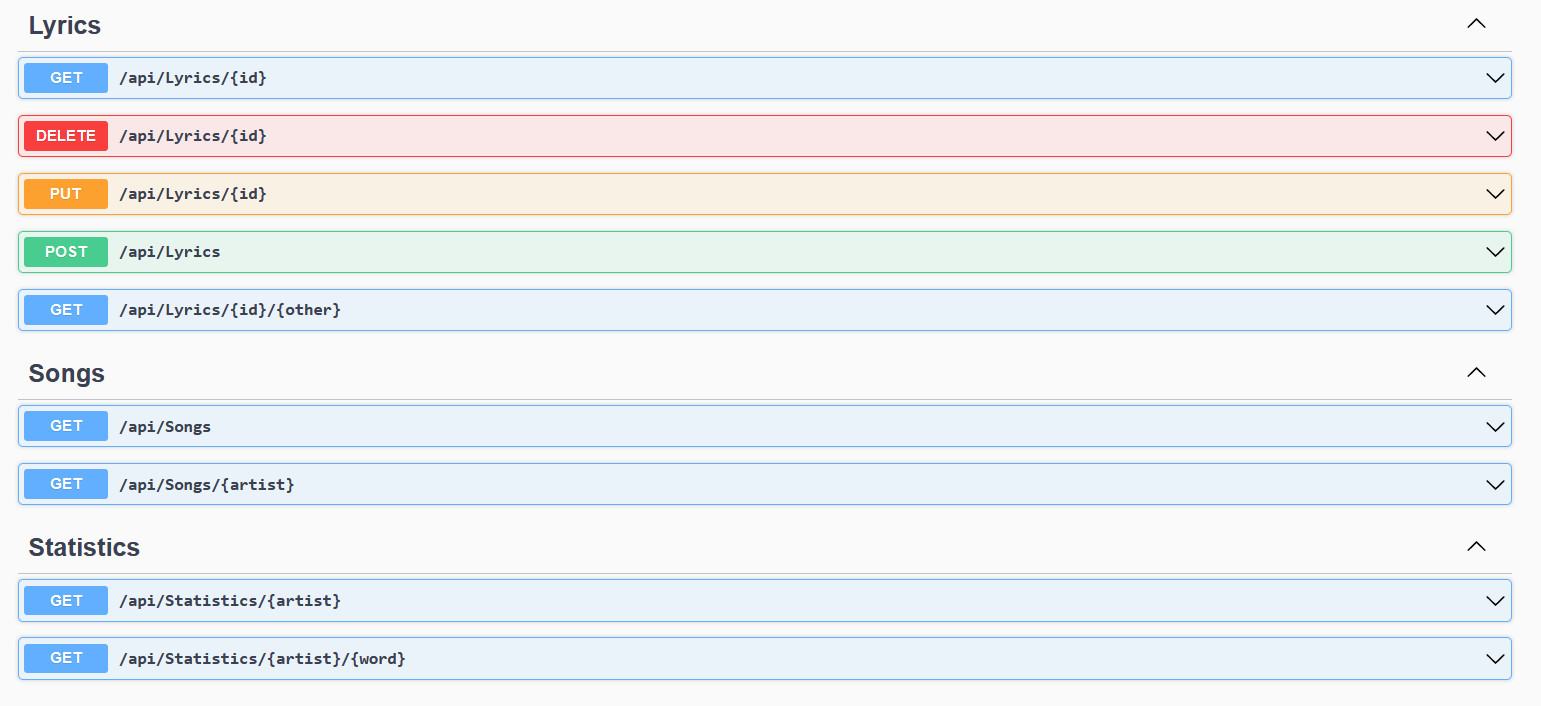 Lyrics
GET /api/Lyrics/{id}
DELETE /api/Lyrics/{id}
PUT /api/Lyrics/{id}
POST /api/Lyrics
GET /api/Lyrics/{id}/{other}
Songs
GET /api/Songs
GET /api/Songs/{artist}
Statistics
GET /api/Statistics/{artist}
GET /api/Statistics/{artist}/{word}